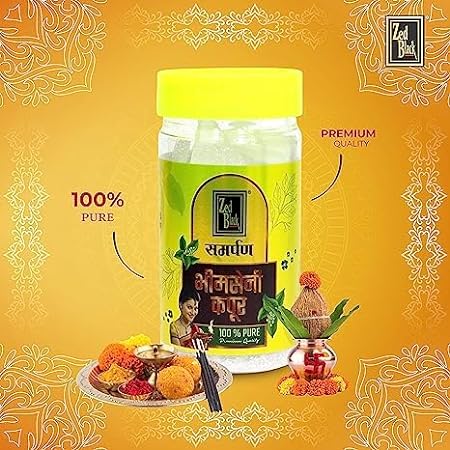 Zed
Black
PREMIUM
QUALITY
100%
PURE
Zed
Black
समर्पण
भीमसेनी
कपूर
100 % PURE
Premium Quality